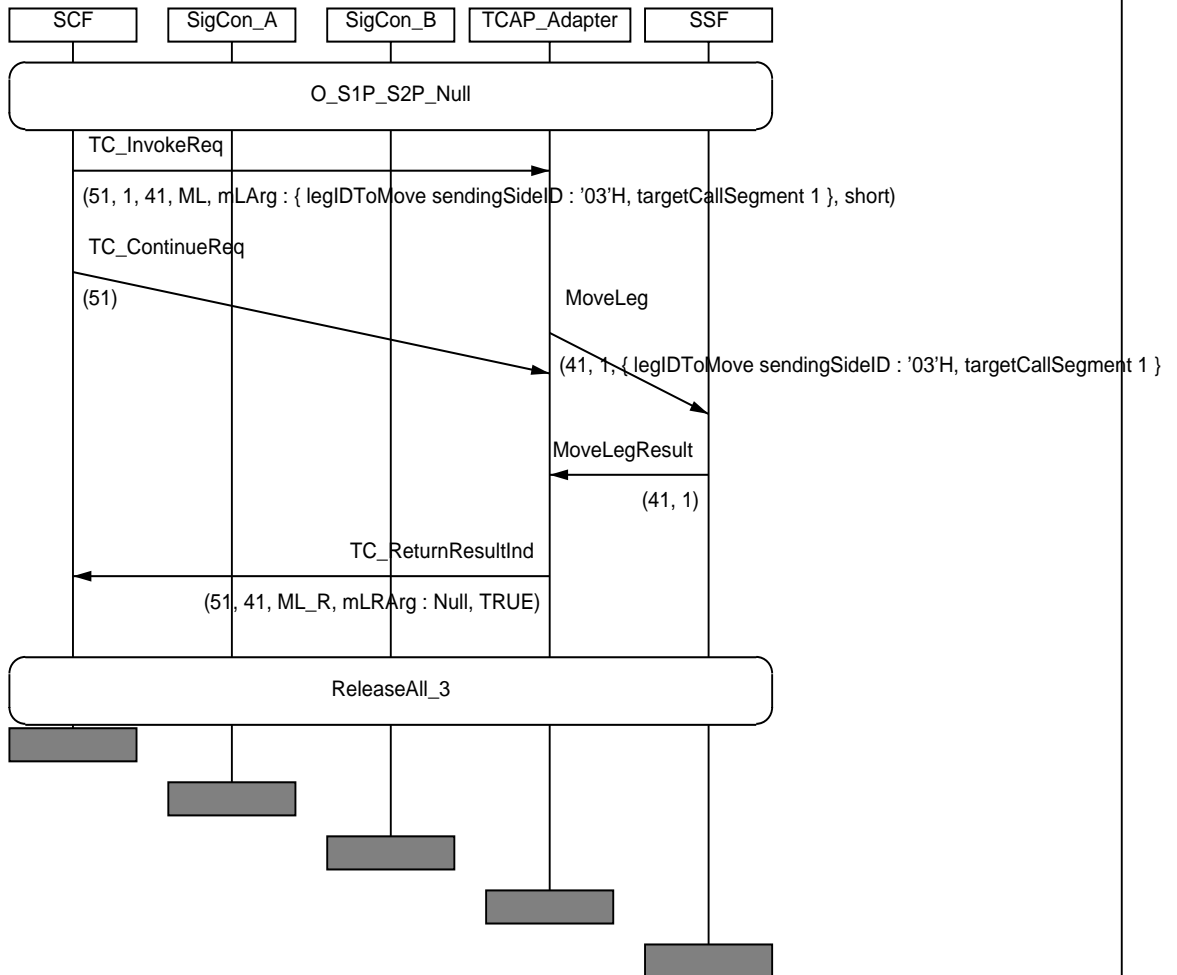 SCF SigCon_A SigCon_B TCAP_Adapter SSF
O_S1P_S2P_Null
TC_InvokeReq
(51, 1, 41, ML, mLArg : { legIDToMove sendingSideID : '03'H, targetCallSegment 1 }, short)
TC_ContinueReq
(51)
MoveLeg
(41, 1, { legIDToMove sendingSideID : '03'H, targetCallSegment 1 }
MoveLegResult
(41, 1)
TC_ReturnResultInd
(51, 41, ML_R, mLRArg : Null, TRUE)
ReleaseAll_3